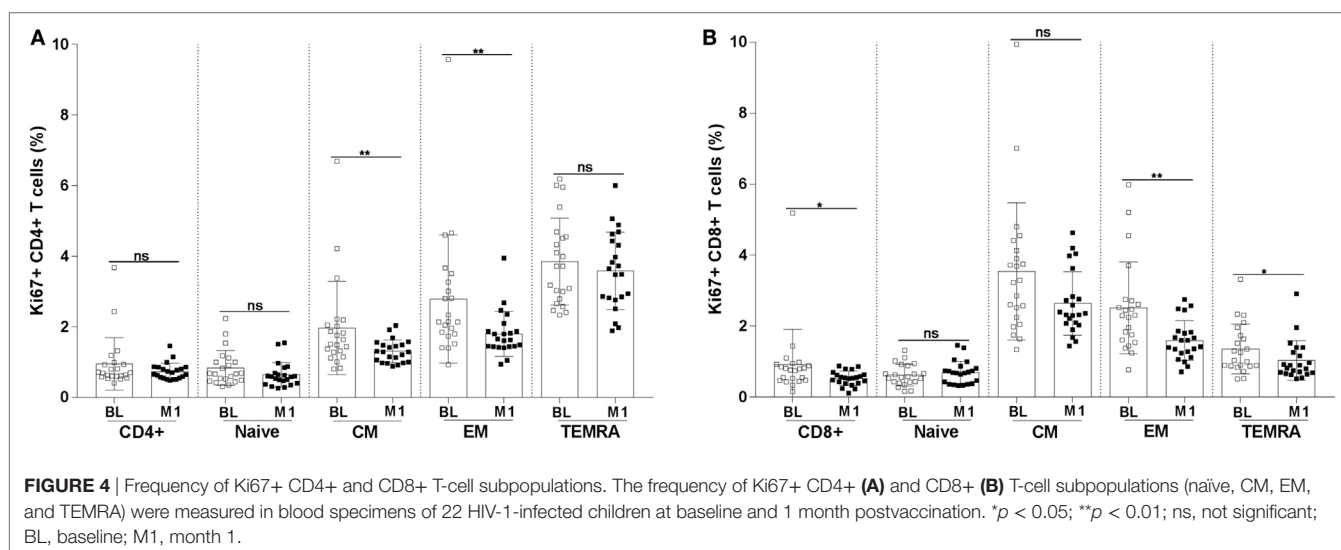 A
10
8
6
4
2
0
Ki67+ CD4+ T cells (%)
ns
ns
**
**
ns
BL M1 BL M1 BL M1 BL M1 BL M1
CD4+ Naive CM EM TEMRA
B
10
8
6
4
2
0
Ki67+ CD8+ T cells (%)
*
ns
ns
**
*
BL M1 BL M1 BL M1 BL M1 BL M1
CD8+ Naive CM EM TEMRA
FIGURE 4 | Frequency of Ki67+ CD4+ and CD8+ T-cell subpopulations. The frequency of Ki67+ CD4+ (A) and CD8+ (B) T-cell subpopulations (naïve, CM, EM,
and TEMRA) were measured in blood specimens of 22 HIV-1-infected children at baseline and 1 month postvaccination. *p < 0.05; **p < 0.01; ns, not significant;
BL, baseline; M1, month 1.